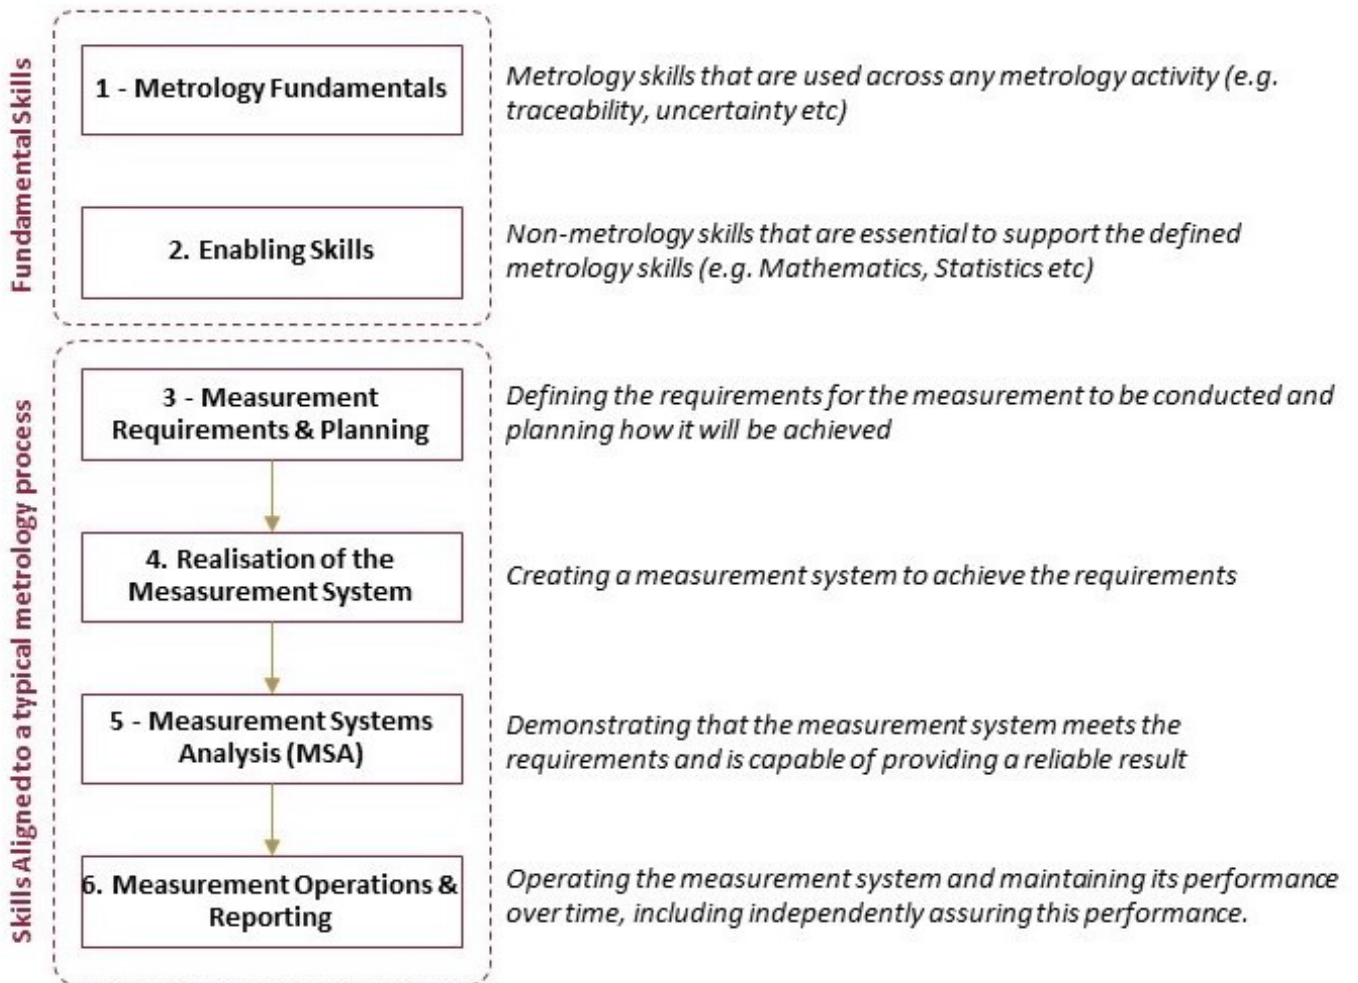 Fundamental Skills
1 - Metrology Fundamentals
Metrology skills that are used across any metrology activity (e.g.
traceability, uncertainty etc)
2. Enabling Skills
Non-metrology skills that are essential to support the defined
metrology skills (e.g. Mathematics, Statistics etc)
Skills Aligned to a typical metrology process
3 - Measurement
Requirements & Planning
Defining the requirements for the measurement to be conducted and
planning how it will be achieved
4. Realisation of the
Mesasurement System
Creating a measurement system to achieve the requirements
5 - Measurement Systems
Analysis (MSA)
Demonstrating that the measurement system meets the
requirements and is capable of providing a reliable result
6. Measurement Operations &
Reporting
Operating the measurement system and maintaining its performance
over time, including independently assuring this performance.